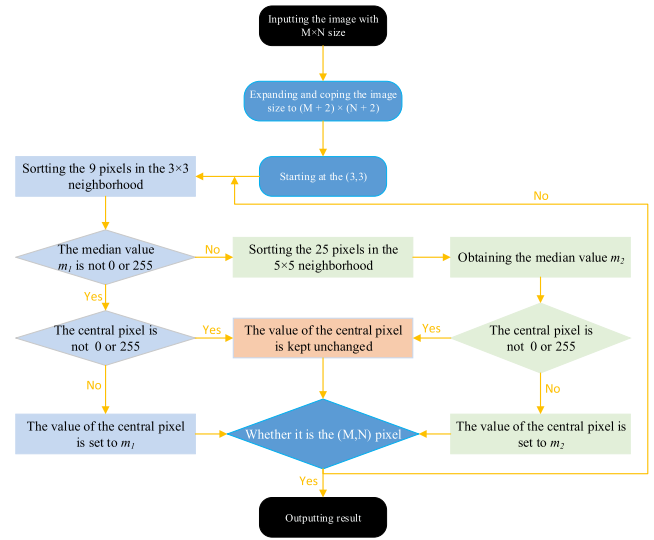 Inputting the image with
M×N size
Expanding and coping the image
size to (M + 2) × (N + 2)
Starting at the (3,3)
Sortting the 9 pixels in the 3×3
neighborhood
No
The median value
m1 is not 0 or 255
No
Sortting the 25 pixels in the
5×5 neighborhood
Obtaining the median value m2
Yes
The central pixel is
not 0 or 255
Yes
The value of the central pixel
is kept unchanged
Yes
The central pixel is
not 0 or 255
No
No
The value of the central pixel
is set to m1
Whether it is the (M,N) pixel
The value of the central pixel is
set to m2
Yes
Outputting result